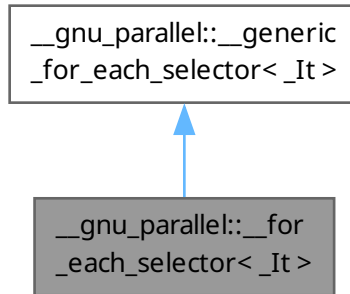 __gnu_parallel::__generic
_for_each_selector< _It >
__gnu_parallel::__for
_each_selector< _It >